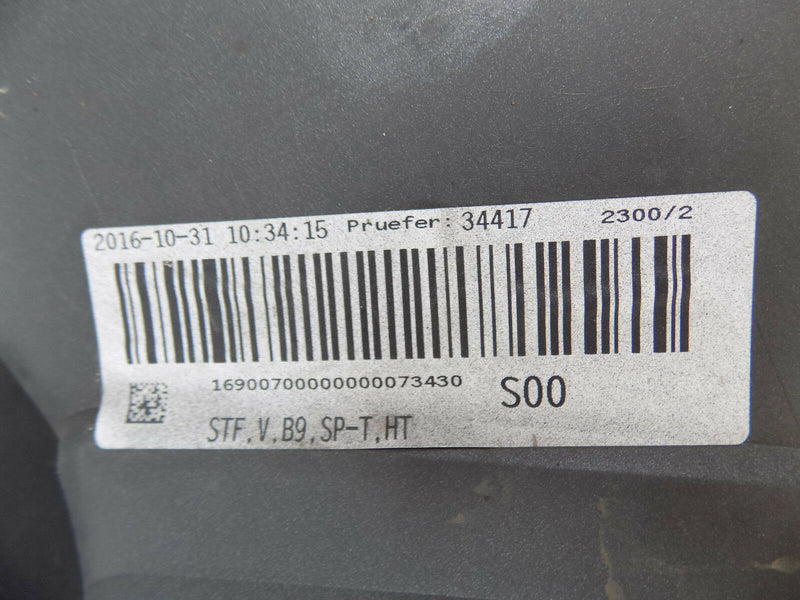 2016-10-31 10:34:15 Pruefer: 34417 2300/2
16900700000000073430 S00
STF,V,B9,SP-T,HT